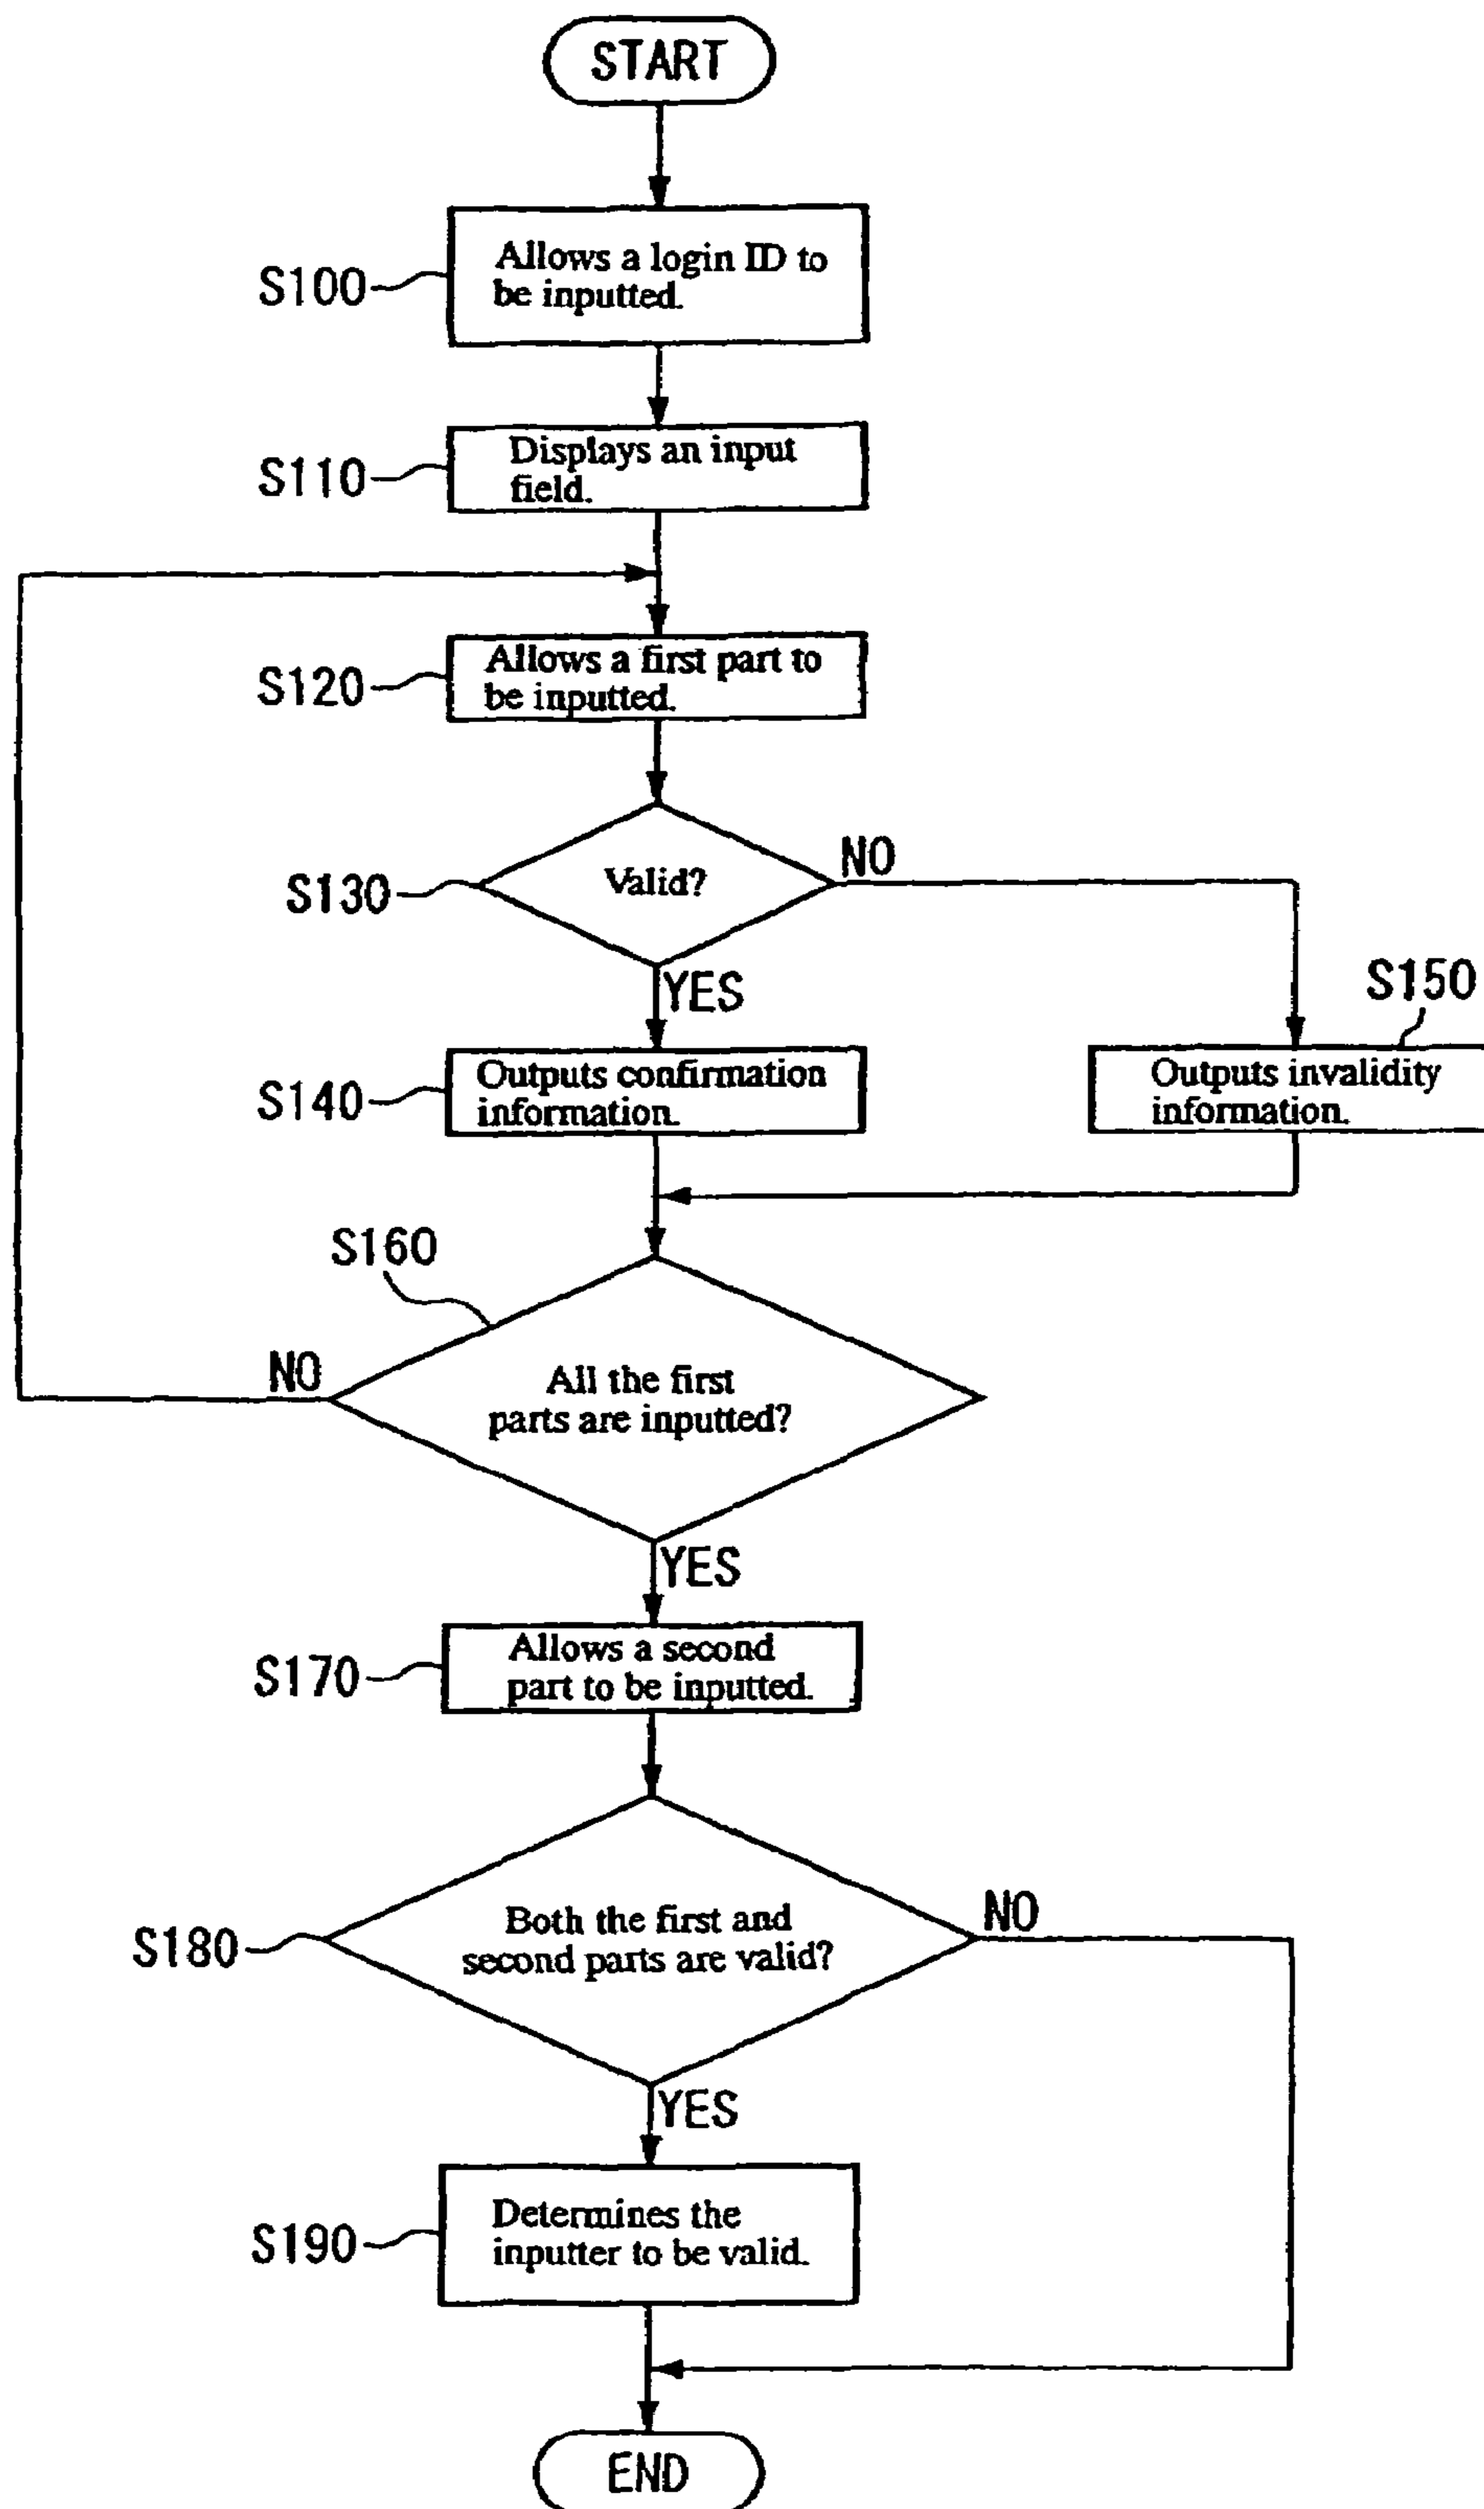 START
S100
Allows a login ID to
be inputted.
S110
Displays an input
field.
S120
Allows a first part to
be inputted.
S130
Valid?
NO
YES
S140
Outputs confirmation
information.
S150
Outputs invalidity
information.
S160
All the first
parts are inputted?
NO
YES
S170
Allows a second
part to be inputted.
S180
Both the first and
second parts are valid?
NO
YES
S190
Determines the
inputter to be valid.
END